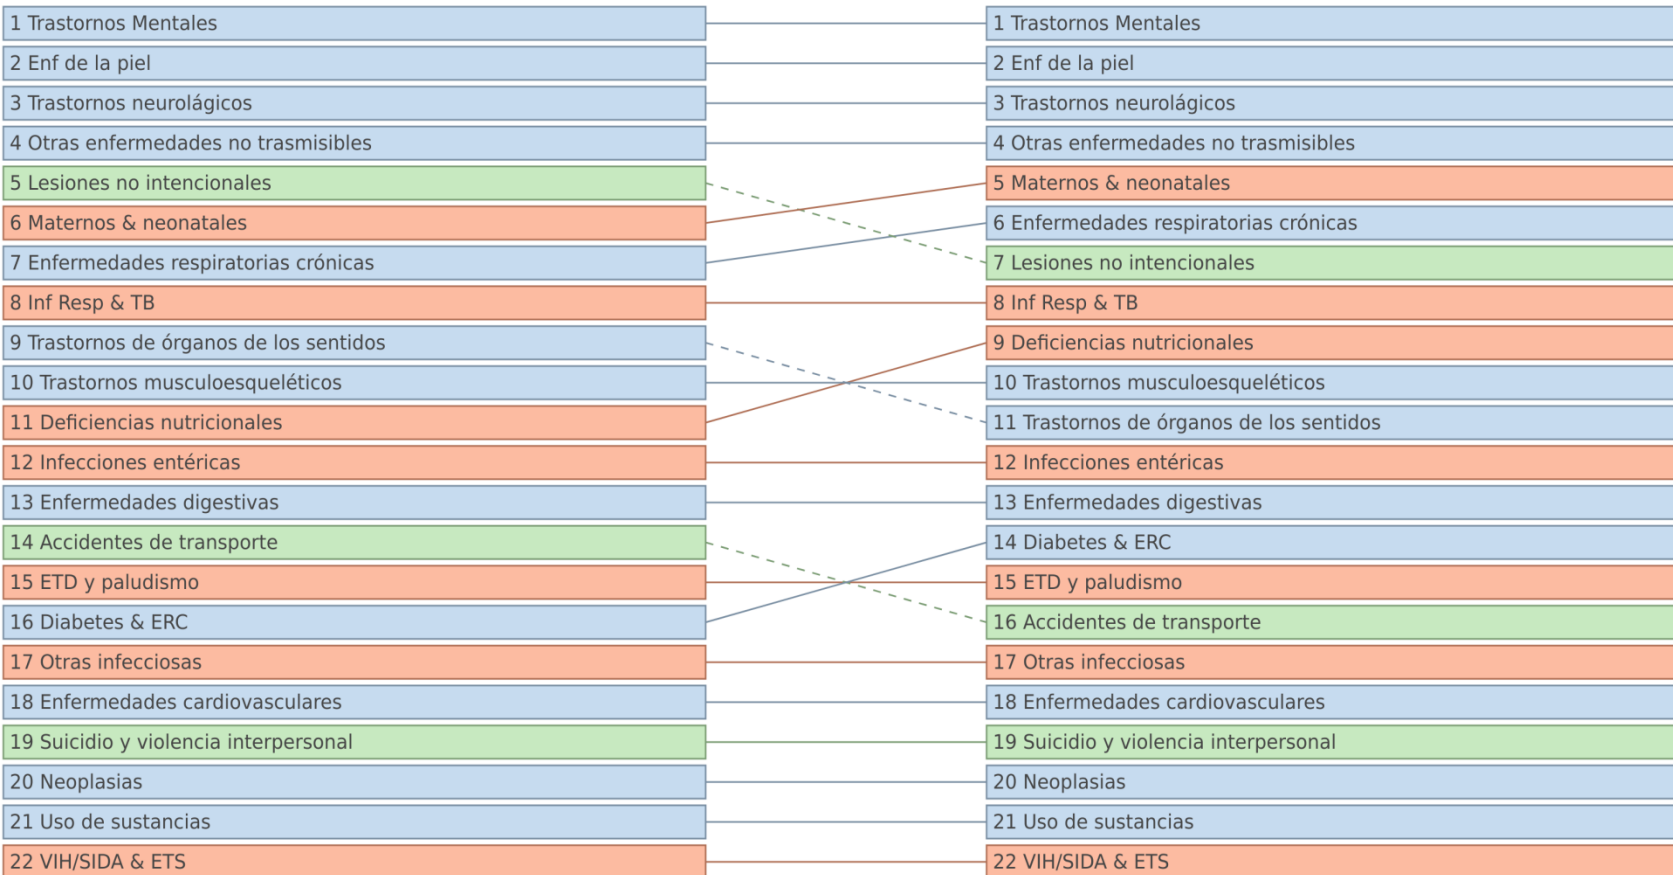 1 Trastornos Mentales
2 Enf de la piel
3 Trastornos neurolágicos
4 Otras enfermedades no trasmisibles
5 Lesiones no intencionales
6 Maternos & neonatales
7 Enfermedades respiratorias crónicas
8 Inf Resp & TB
9 Trastornos de órganos de los sentidos
10 Trastornos musculoesqueléticos
11 Deficiencias nutricionales
12 Infecciones entéricas
13 Enfermedades digestivas
14 Accidentes de transporte
15 ETD y paludismo
16 Diabetes & ERC
17 Otras infecciosas
18 Enfermedades cardiovasculares
19 Suicidio y violencia interpersonal
20 Neoplasias
21 Uso de sustancias
22 VIH/SIDA & ETS
1 Trastornos Mentales
2 Enf de la piel
3 Trastornos neurolágicos
4 Otras enfermedades no trasmisibles
5 Maternos & neonatales
6 Enfermedades respiratorias crónicas
7 Lesiones no intencionales
8 Inf Resp & TB
9 Deficiencias nutricionales
10 Trastornos musculoesqueléticos
11 Trastornos de órganos de los sentidos
12 Infecciones entéricas
13 Enfermedades digestivas
14 Diabetes & ERC
15 ETD y paludismo
16 Accidentes de transporte
17 Otras infecciosas
18 Enfermedades cardiovasculares
19 Suicidio y violencia interpersonal
20 Neoplasias
21 Uso de sustancias
22 VIH/SIDA & ETS